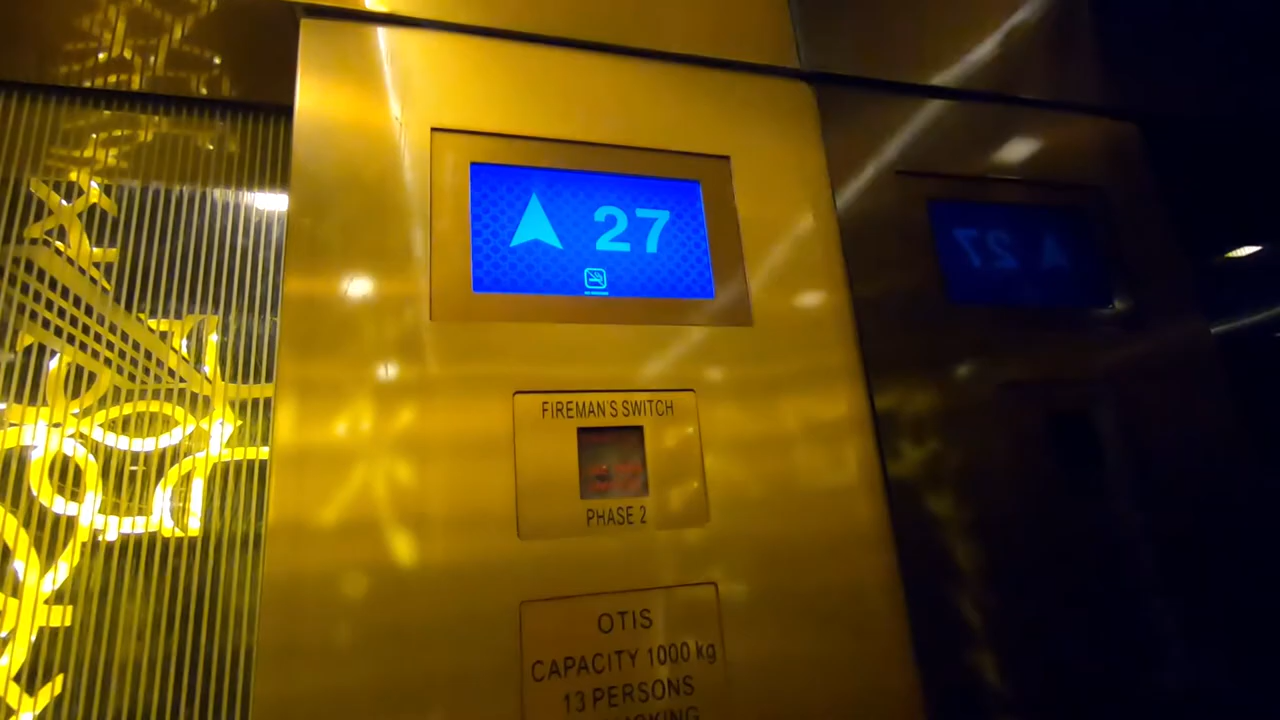 27
FIREMAN'S SWITCH
PHASE 2
OTIS
CAPACITY 1000 kg
13 PERSONS